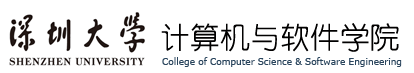 深圳大學
SHENZHEN UNIVERSITY
计算机与软件学院
College of Computer Science & Software Engineering